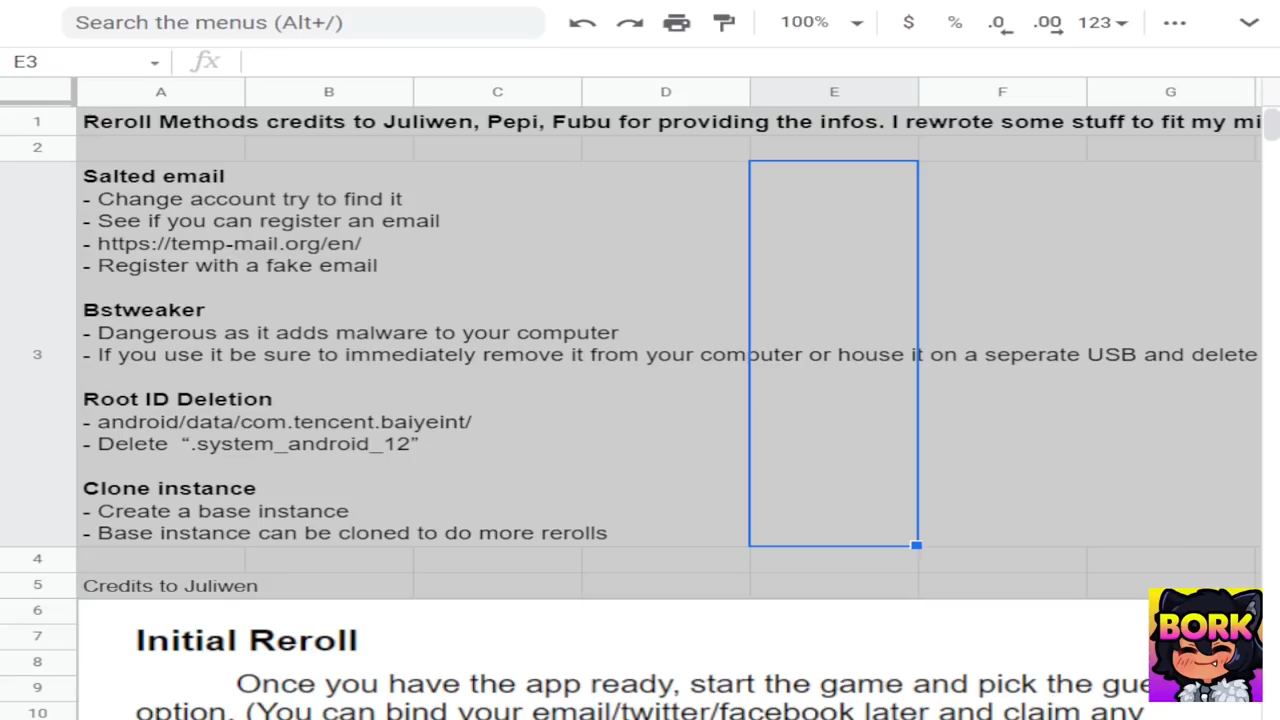 Search the menus (Alt+/)
100%
$
%
.0
.00
123
E3
fx
A
B
C
D
E
F
G
1
Reroll Methods credits to Juliwen, Pepi, Fubu for providing the infos. I rewrote some stuff to fit my mi
2
3
Salted email
- Change account try to find it
- See if you can register an email
- https://temp-mail.org/en/
- Register with a fake email
Bstweaker
- Dangerous as it adds malware to your computer
- If you use it be sure to immediately remove it from your computer or house it on a seperate USB and delete
Root ID Deletion
- android/data/com.tencent.baiyeint/
- Delete “.system_android_12”
Clone instance
- Create a base instance
- Base instance can be cloned to do more rerolls
4
5
Credits to Juliwen
6
7
Initial Reroll
8
9
Once you have the app ready, start the game and pick the gue
10
option. (You can bind your email/twitter/facebook later and claim any
BORK